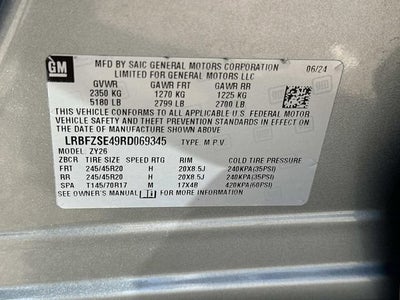 GM
MFD BY SAIC GENERAL MOTORS CORPORATION 06/24
LIMITED FOR GENERAL MOTORS LLC
GVWR GAWR FRT GAWR RR
2350 KG 1270 KG 1225 KG
5180 LB 2799 LB 2700 LB
THIS VEHICLE CONFORMS TO ALL APPLICABLE U.S. FEDERAL MOTOR
VEHICLE SAFETY AND THEFT PREVENTION STANDARDS IN EFFECT ON
THE DATE OF MANUFACTURE SHOWN ABOVE.
LRBFZSE49RD069345 TYPE: M P V
MODEL: ZY26
ZBCR TIRE SIZE SPEED RTG RIM COLD TIRE PRESSURE
FRT 245/45R20 H 20X8.5J 240KPA(35PSI)
RR 245/45R20 H 20X8.5J 240KPA(35PSI)
SPA T145/70R17 M 17X4B 420KPA(60PSI)
SEE OWNER'S MANUAL FOR MORE INFORMATION.